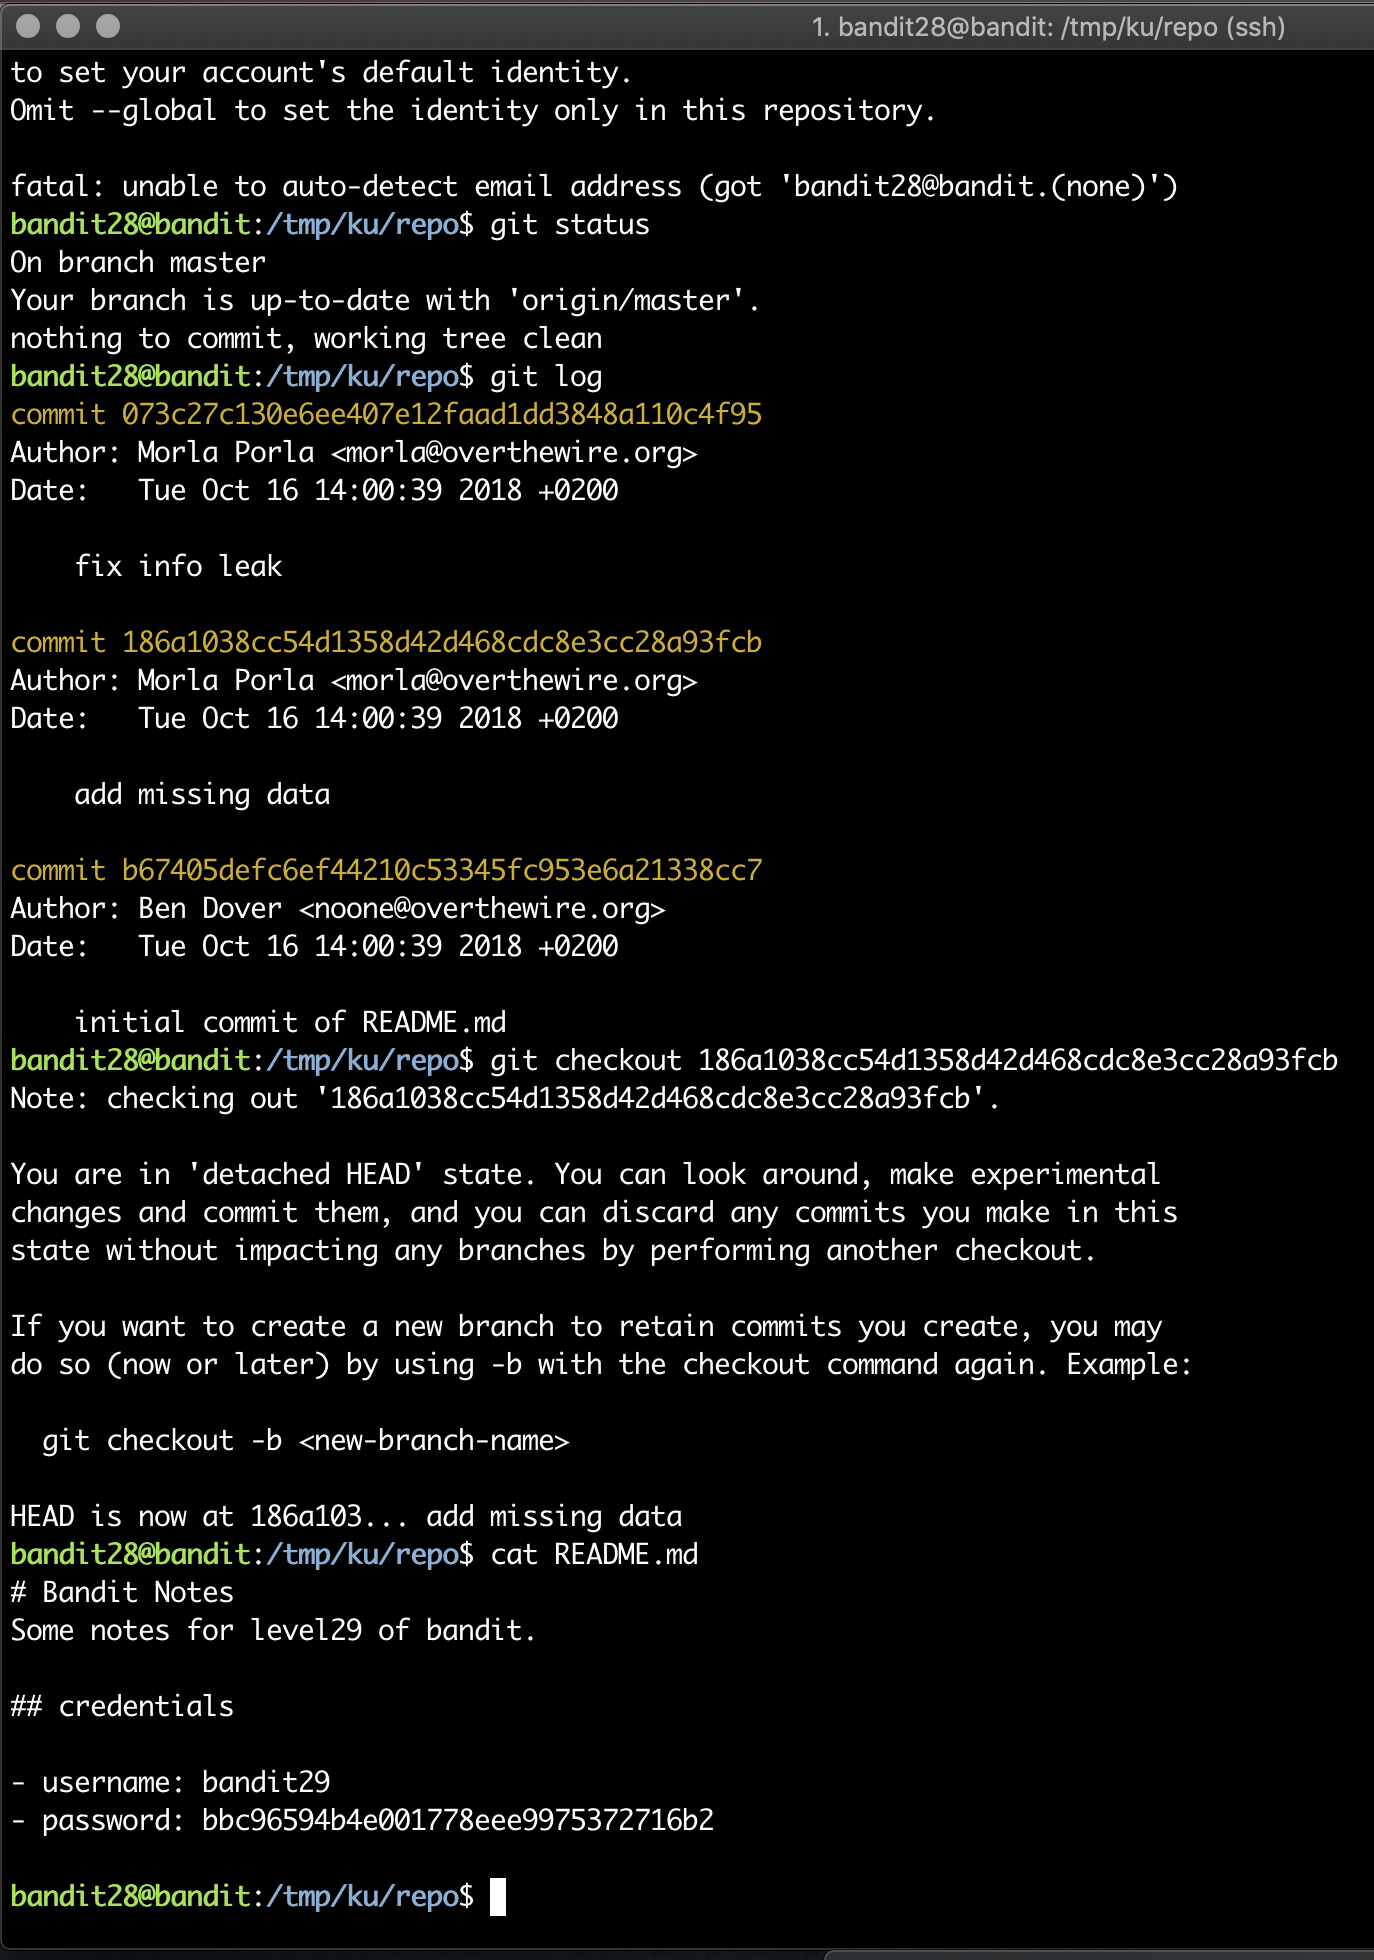 1. bandit28@bandit: /tmp/ku/repo (ssh)
to set your account's default identity.
Omit --global to set the identity only in this repository.
fatal: unable to auto-detect email address (got 'bandit28@bandit.(none)')
bandit28@bandit:/tmp/ku/repo$ git status
On branch master
Your branch is up-to-date with 'origin/master'.
nothing to commit, working tree clean
bandit28@bandit:/tmp/ku/repo$ git log
commit 073c27c130e6ee407e12faad1dd3848a110c4f95
Author: Morla Porla <morla@overthewire.org>
Date:   Tue Oct 16 14:00:39 2018 +0200
    fix info leak
commit 186a1038cc54d1358d42d468cdc8e3cc28a93fcb
Author: Morla Porla <morla@overthewire.org>
Date:   Tue Oct 16 14:00:39 2018 +0200
    add missing data
commit b67405defc6ef44210c53345fc953e6a21338cc7
Author: Ben Dover <noone@overthewire.org>
Date:   Tue Oct 16 14:00:39 2018 +0200
    initial commit of README.md
bandit28@bandit:/tmp/ku/repo$ git checkout 186a1038cc54d1358d42d468cdc8e3cc28a93fcb
Note: checking out '186a1038cc54d1358d42d468cdc8e3cc28a93fcb'.
You are in 'detached HEAD' state. You can look around, make experimental
changes and commit them, and you can discard any commits you make in this
state without impacting any branches by performing another checkout.
If you want to create a new branch to retain commits you create, you may
do so (now or later) by using -b with the checkout command again. Example:
  git checkout -b <new-branch-name>
HEAD is now at 186a103... add missing data
bandit28@bandit:/tmp/ku/repo$ cat README.md
# Bandit Notes
Some notes for level29 of bandit.
## credentials
- username: bandit29
- password: bbc96594b4e001778eee9975372716b2
bandit28@bandit:/tmp/ku/repo$